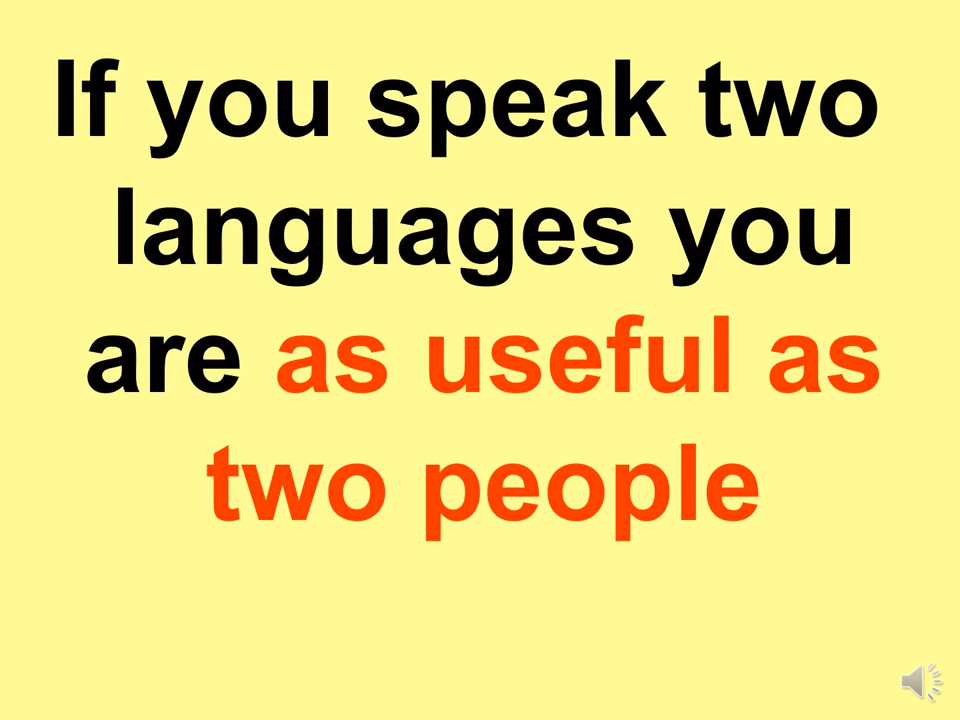 If you speak two
languages you
are as useful as
two people